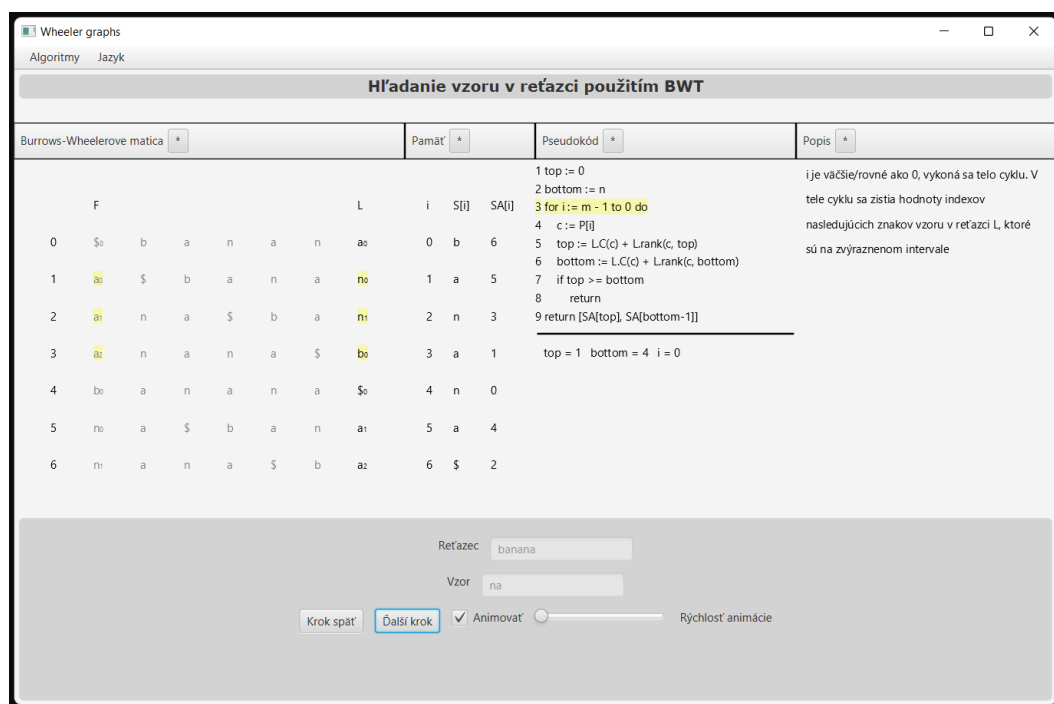 Wheeler graphs
Algoritmy Jazyk
Hľadanie vzoru v reťazci použitím BWT
Burrows-Wheelerove matica *
F L
0 $0 b a n a n a0
1 a0 $ b a n a n0
2 a1 n a $ b a n1
3 a2 n a n a $ b0
4 b0 a n a n a $0
5 n0 a $ b a n a1
6 n1 a n a $ b a2
Pamäť *
i S[i] SA[i]
0 b 6
1 a 5
2 n 3
3 a 1
4 n 0
5 a 4
6 $ 2
Pseudokód *
1 top := 0
2 bottom := n
3 for i := m - 1 to 0 do
4 c := P[i]
5 top := L.C(c) + L.rank(c, top)
6 bottom := L.C(c) + L.rank(c, bottom)
7 if top >= bottom
8 return
9 return [SA[top], SA[bottom-1]]
top = 1 bottom = 4 i = 0
Popis *
i je väčšie/rovné ako 0, vykoná sa telo cyklu. V
tele cyklu sa zistia hodnoty indexov
nasledujúcich znakov vzoru v reťazci L, ktoré
sú na zvýraznenom intervale
Reťazec banana
Vzor na
Krok späť Ďalší krok Animovať Rýchlosť animácie